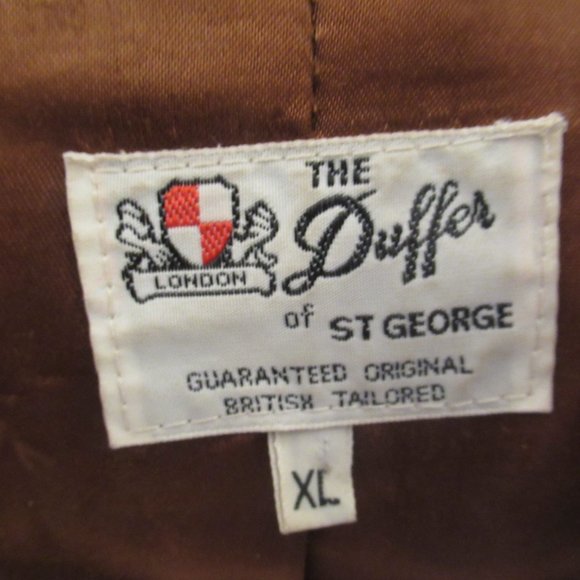 THE
Duffer
LONDON
of ST GEORGE
GUARANTEED ORIGINAL
BRITISH TAILORED
XL